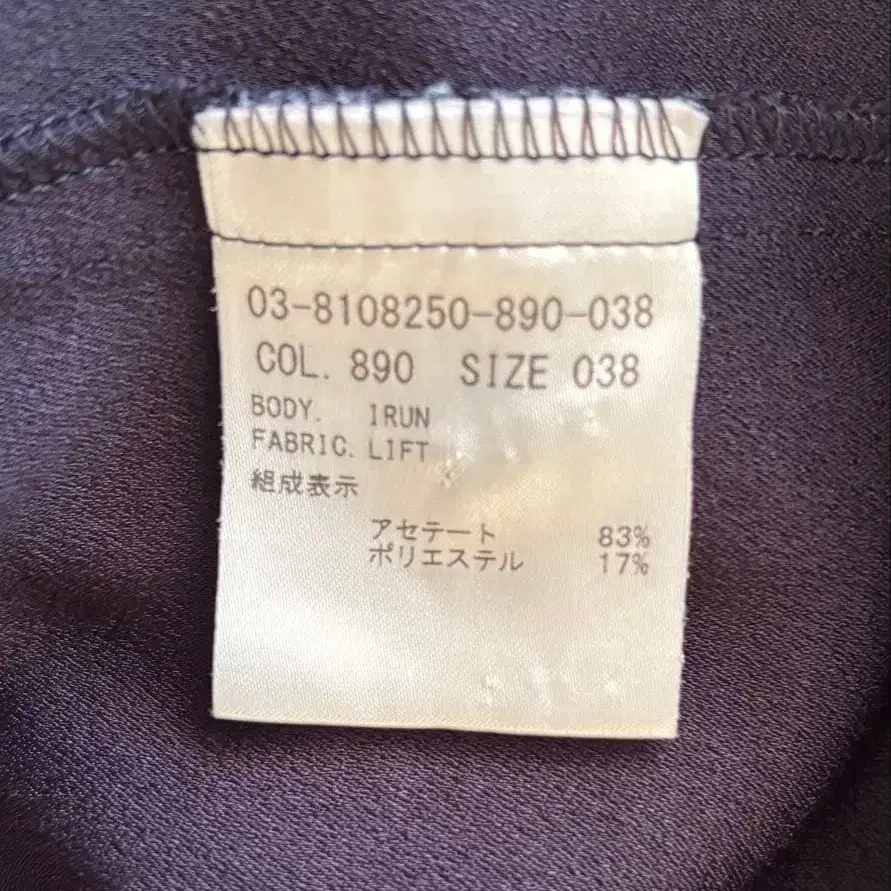 03-8108250-890-038
COL. 890 SIZE 038
BODY. IRUN
FABRIC. LIFT
組成表示
アセテート 83%
ポリエステル 17%